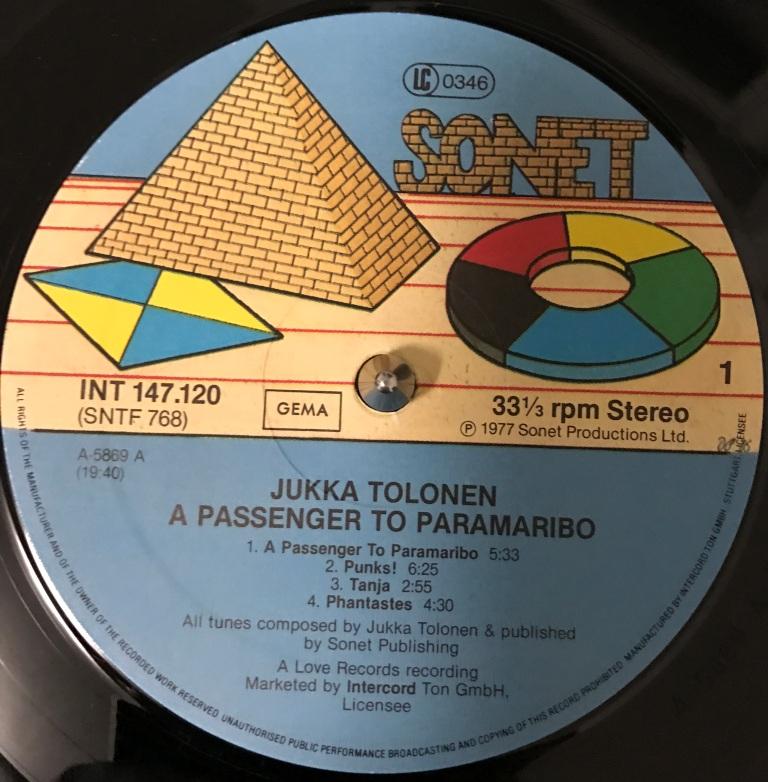 LC 0346
SONET
1
INT 147.120
(SNTF 768)
GEMA
33⅓ rpm Stereo
℗ 1977 Sonet Productions Ltd.
A-5869 A
(19:40)
JUKKA TOLONEN
A PASSENGER TO PARAMARIBO
1. A Passenger To Paramaribo 5:33
2. Punks! 6:25
3. Tanja 2:55
4. Phantastes 4:30
All tunes composed by Jukka Tolonen & published
by Sonet Publishing
A Love Records recording
Marketed by Intercord Ton GmbH,
Licensee
ALL RIGHTS OF THE MANUFACTURER AND OF THE OWNER OF THE RECORDED WORK RESERVED UNAUTHORISED PUBLIC PERFORMANCE BROADCASTING AND COPYING OF THIS RECORD PROHIBITED MANUFACTURED BY INTERCORD TON GMBH STUTTGART LICENSEE